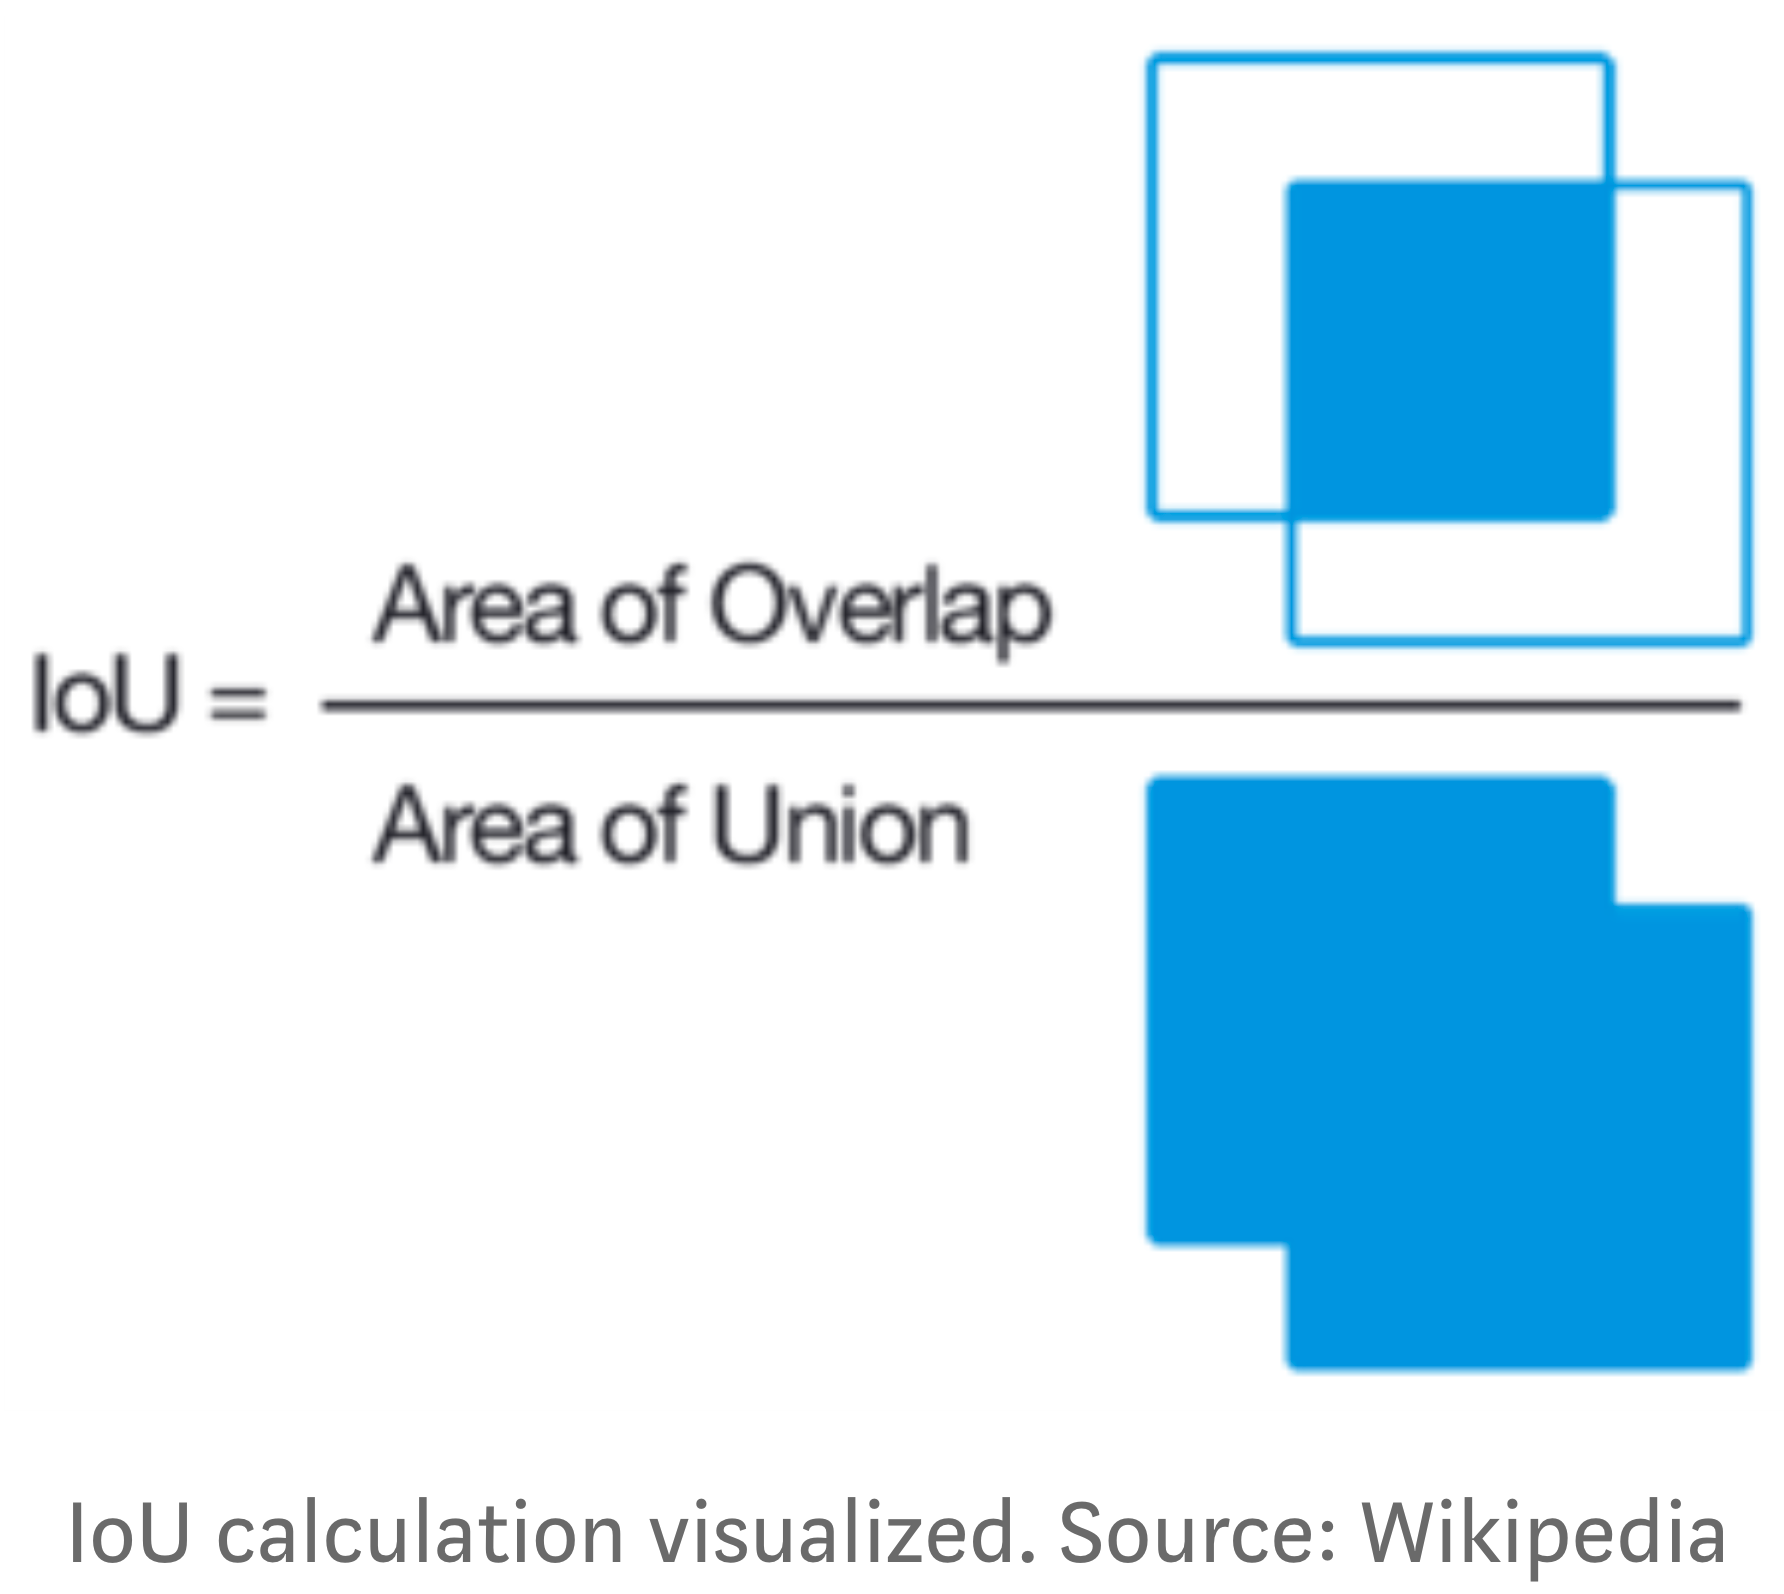 Area of Overlap
IoU =
Area of Union
IoU calculation visualized. Source: Wikipedia